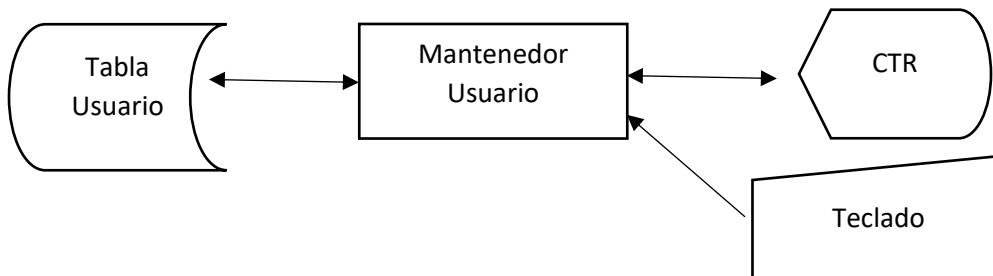 Tabla
Usuario
Mantenedor
Usuario
CTR
Teclado